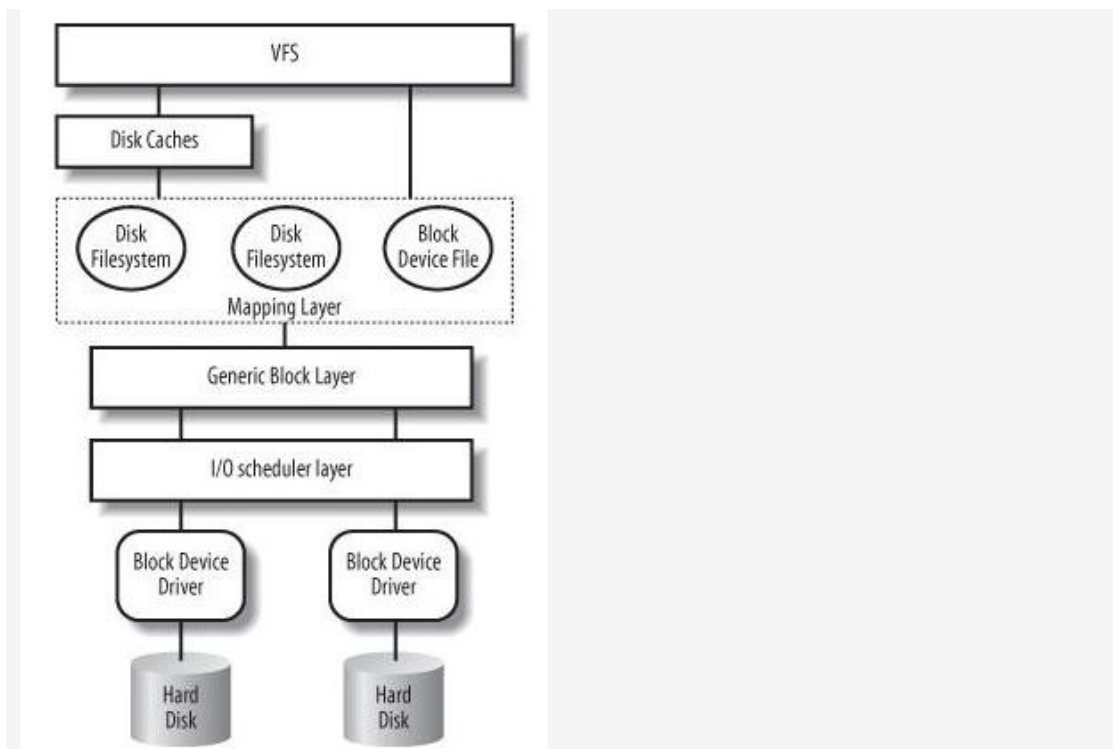 VFS
Disk Caches
Disk
Filesystem
Disk
Filesystem
Block
Device File
Mapping Layer
Generic Block Layer
I/O scheduler layer
Block Device
Driver
Block Device
Driver
Hard
Disk
Hard
Disk